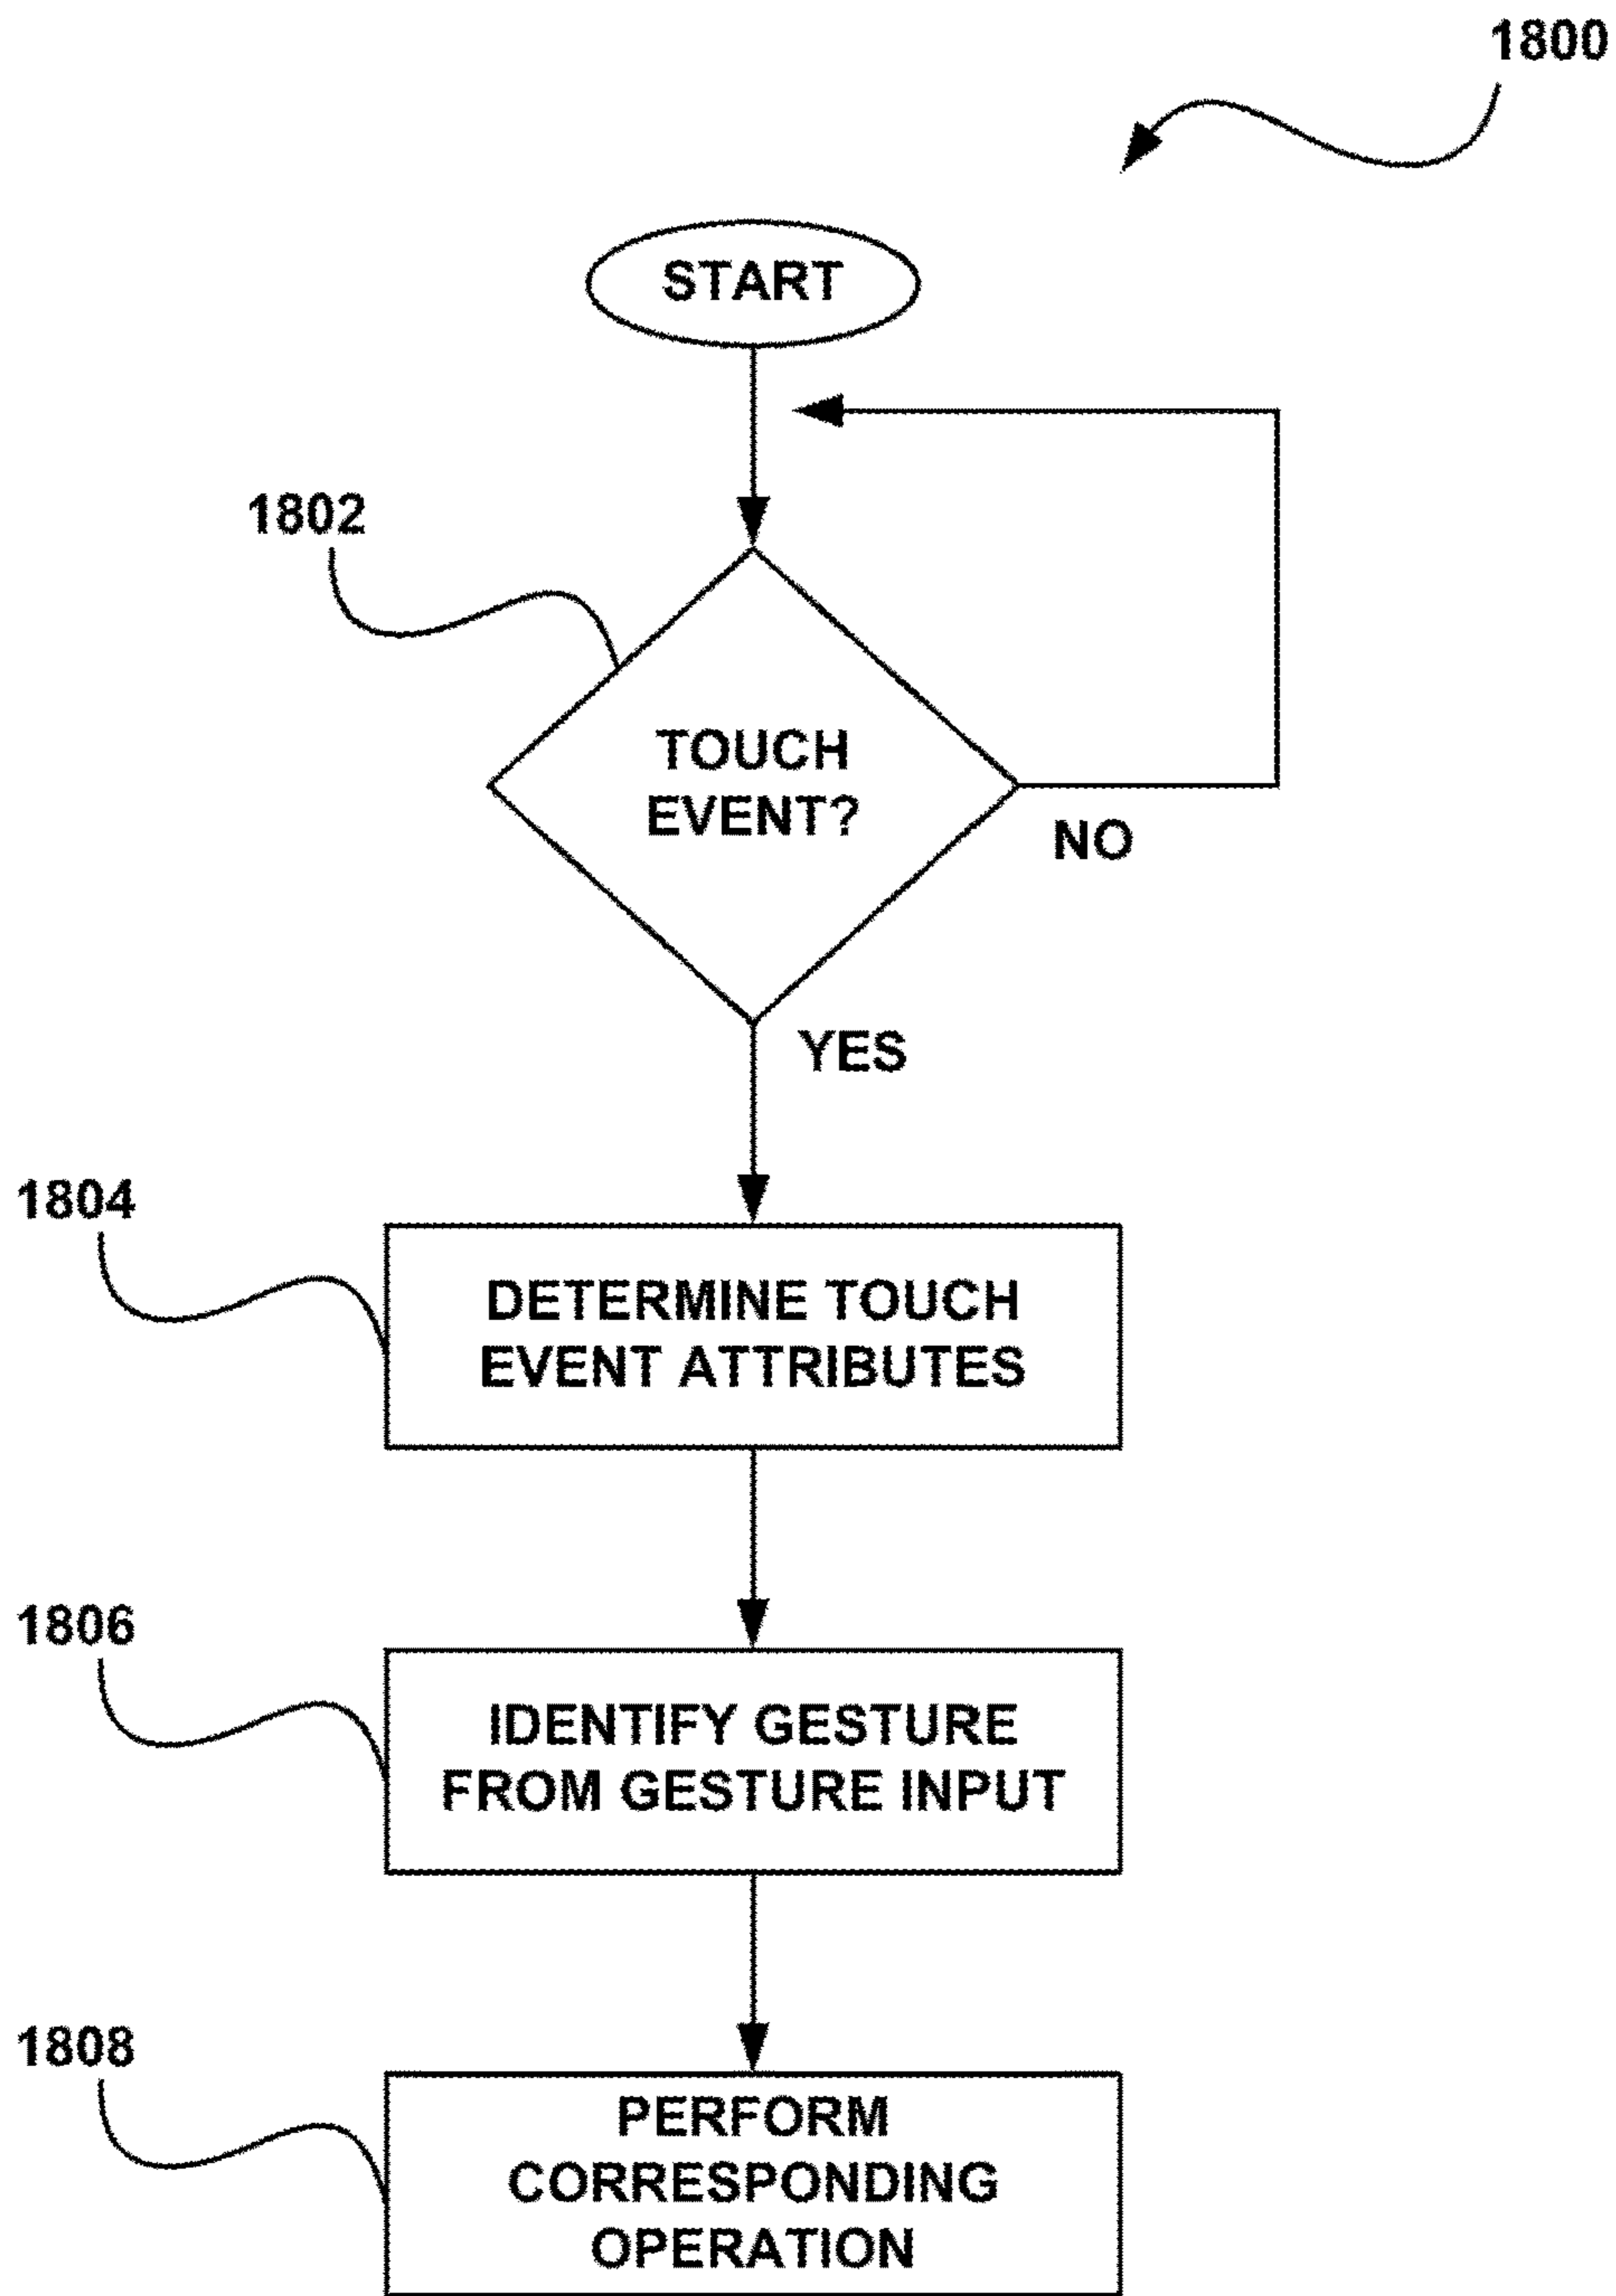 1800
START
1802
TOUCH
EVENT?
NO
YES
1804
DETERMINE TOUCH
EVENT ATTRIBUTES
1806
IDENTIFY GESTURE
FROM GESTURE INPUT
1808
PERFORM
CORRESPONDING
OPERATION